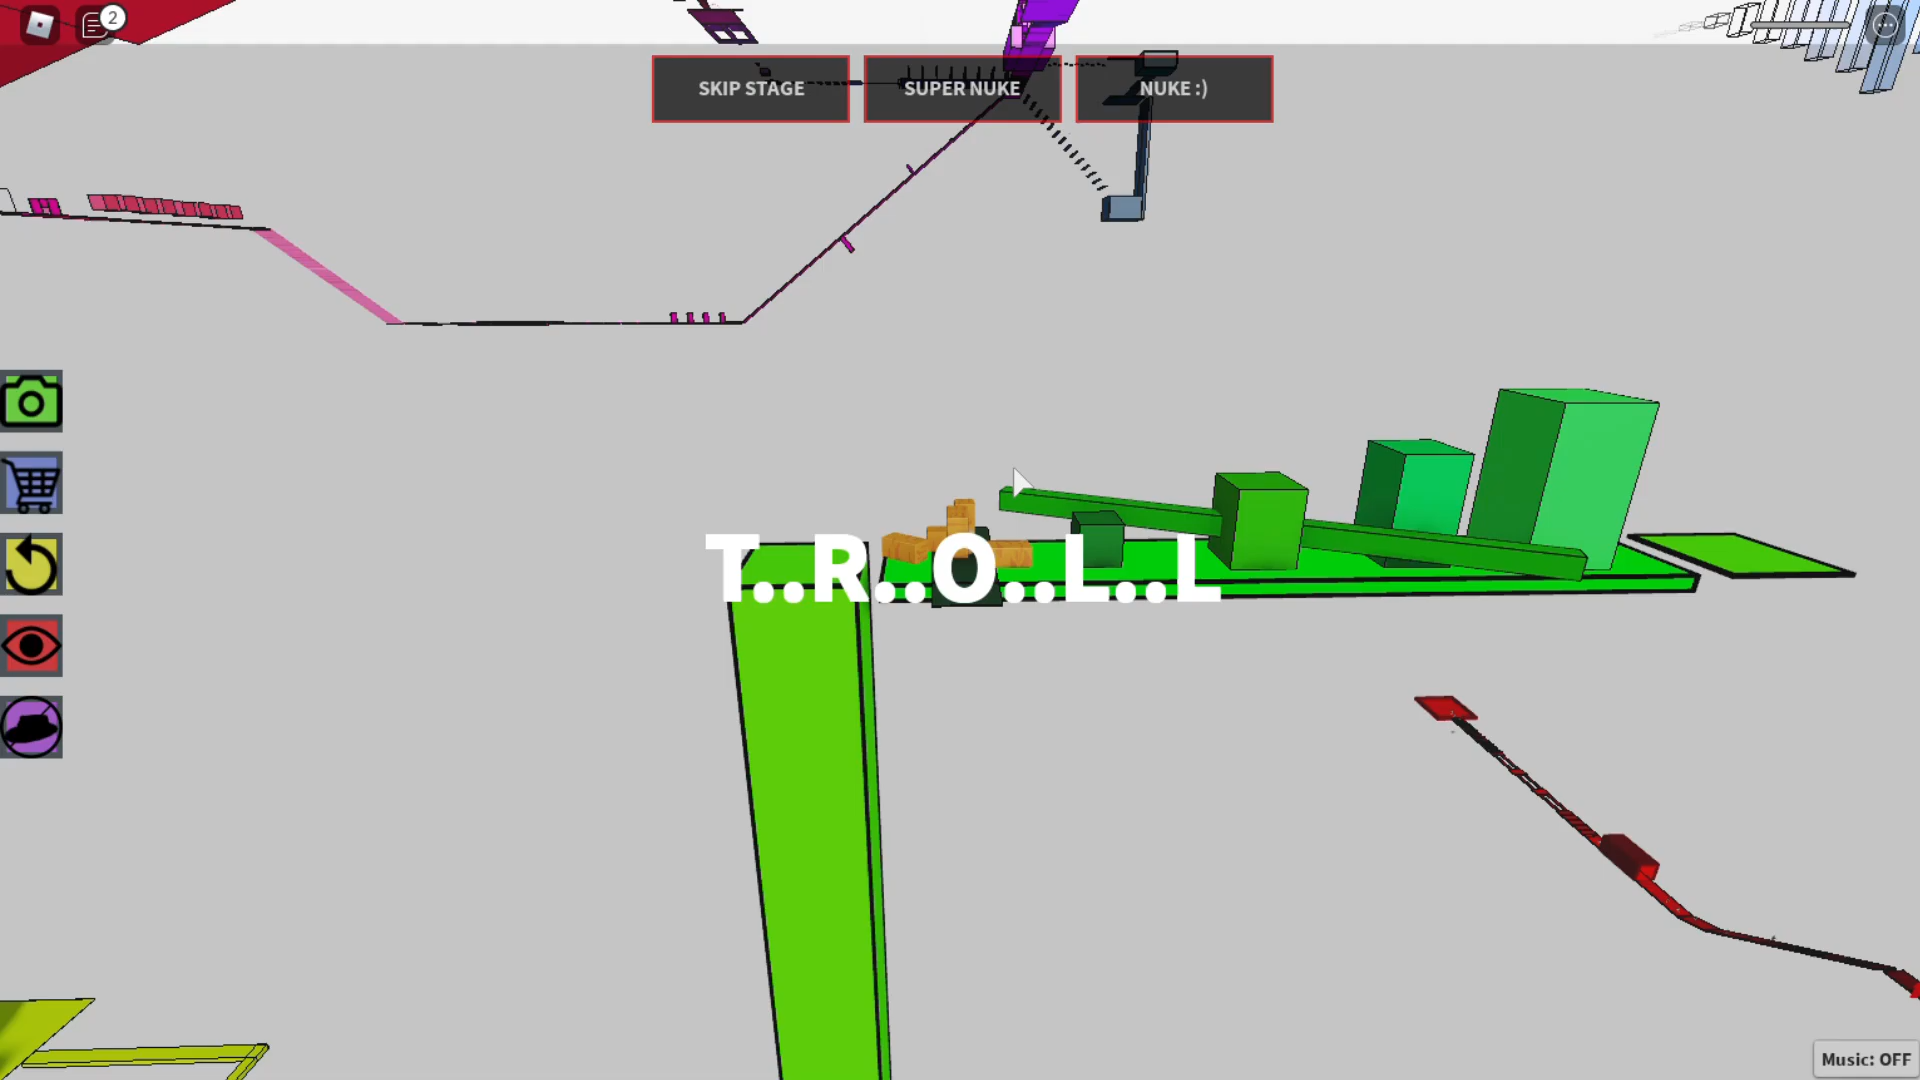 2
SKIP STAGE
SUPER NUKE
NUKE :)
T..R..O..L..L
Music: OFF